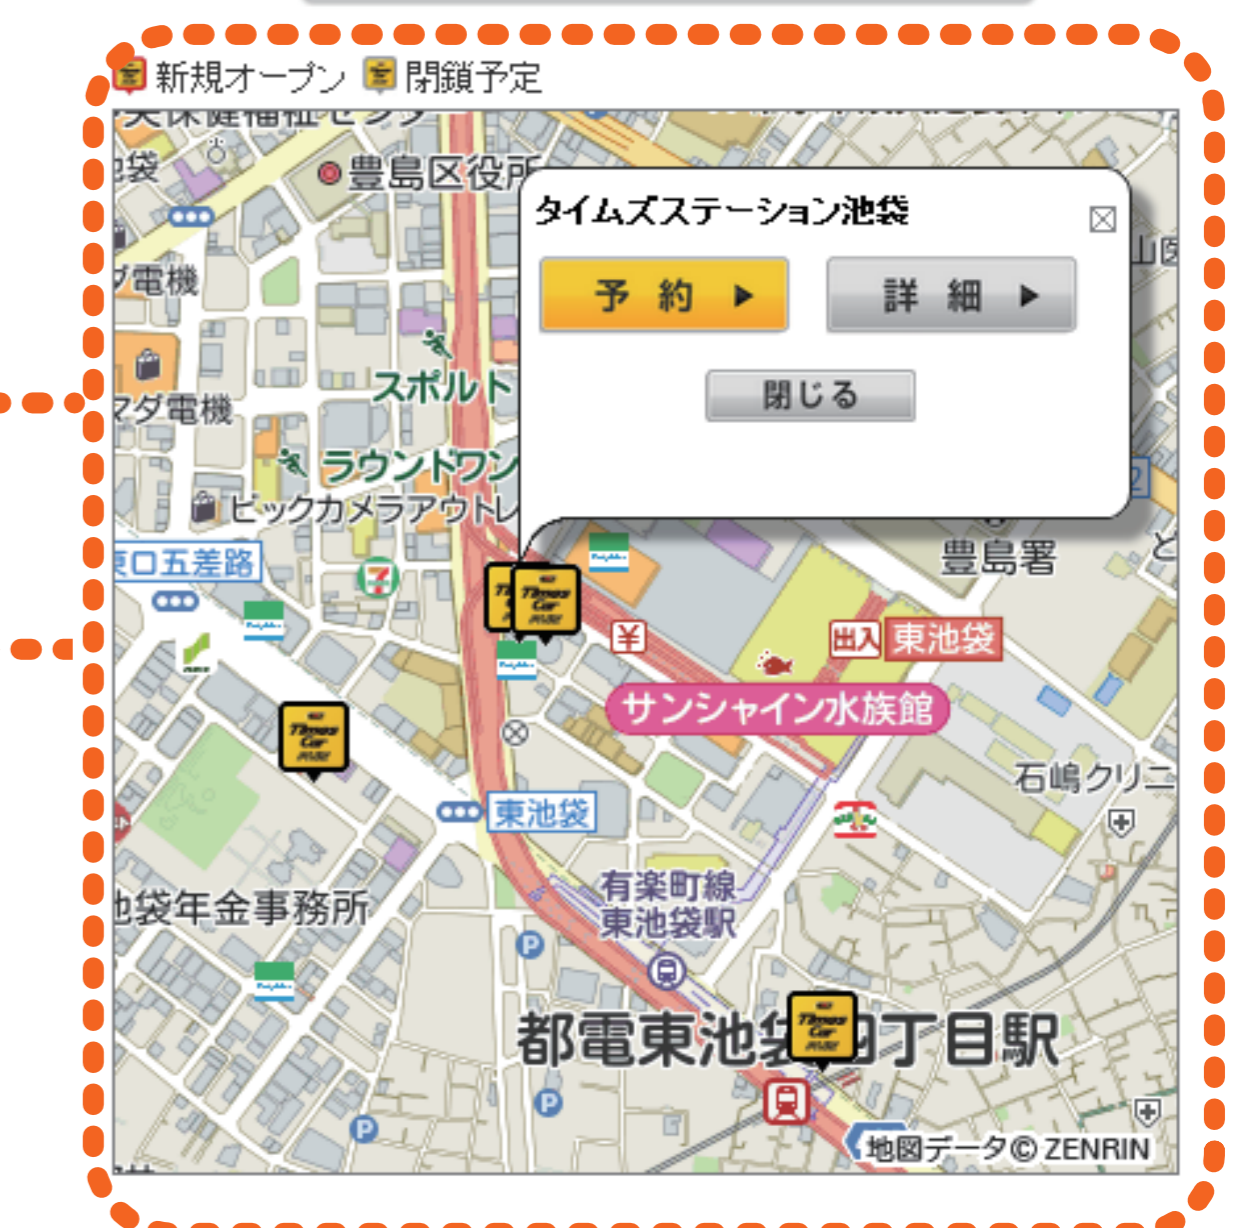 新規オープン 閉鎖予定
豊島区役所
タイムズステーション池袋
予約
詳細
閉じる
電機
スポルト
マダ電機
ラウンドワン
ビックカメラアウトレ
豊島署
東口五差路
¥
出入 東池袋
サンシャイン水族館
7
Times Car
石嶋クリニ
東池袋
有楽町線
東池袋駅
池袋年金事務所
P
都電東池袋四丁目駅
P
P
地図データ© ZENRIN